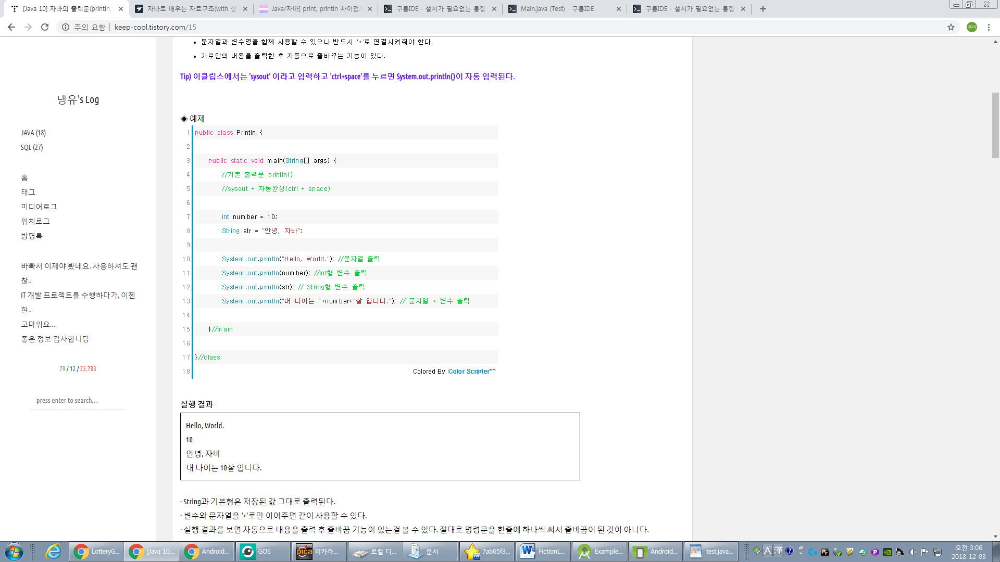 [Java 10] 자바의 출력문(println,
자바로 배우는 자료구조(with 생
Java/자바] print, println 차이점/
구름IDE - 설치가 필요없는 통합
Main.java (Test) - 구름IDE
구름IDE - 설치가 필요없는 통합
주의 요함 | keep-cool.tistory.com/15
룩이
• 문자열과 변수명을 함께 사용할 수 있으나 반드시 '+'로 연결시켜줘야 한다.
• 가로안의 내용을 출력한 후 자동으로 줄바꾸는 기능이 있다.
Tip) 이클립스에서는 'sysout' 이라고 입력하고 'ctrl+space'를 누르면 System.out.println()이 자동 입력된다.
냉유's Log
JAVA (18)
SQL (27)
홈
태그
미디어로그
위치로그
방명록
바빠서 이제야 봤네요. 사용하셔도 괜
찮..
IT 개발 프로젝트를 수행하다가, 이젠
현..
고마워요....
좋은 정보 감사합니당
79 / 12 / 25,783
press enter to search...
◈ 예제
1 public class Println {
2
3 public static void main(String[] args) {
4 //기본 출력문 println()
5 //sysout + 자동완성(ctrl + space)
6
7 int number = 10;
8 String str = "안녕, 자바";
9
10 System.out.println("Hello, World."); //문자열 출력
11 System.out.println(number); //int형 변수 출력
12 System.out.println(str); // String형 변수 출력
13 System.out.println("내 나이는 "+number+"살 입니다."); // 문자열 + 변수 출력
14
15 }//main
16
17 }//class
18 Colored By Color Scripter™
실행 결과
Hello, World.
10
안녕, 자바
내 나이는 10살 입니다.
· String과 기본형은 저장된 값 그대로 출력된다.
· 변수와 문자열을 '+'로만 이어주면 같이 사용할 수 있다.
· 실행 결과를 보면 자동으로 내용을 출력 후 줄바꿈 기능이 있는걸 볼 수 있다. 절대로 명령문을 한줄에 하나씩 써서 줄바꿈이 된 것이 아니다.
LotteryG...
[Java 10...
Android...
GOS
pica 피카라...
로컬 디...
문서
PDF 7ab65f3...
FictionL...
Example...
Android...
test.java...
A 漢
오전 3:06
2018-12-03